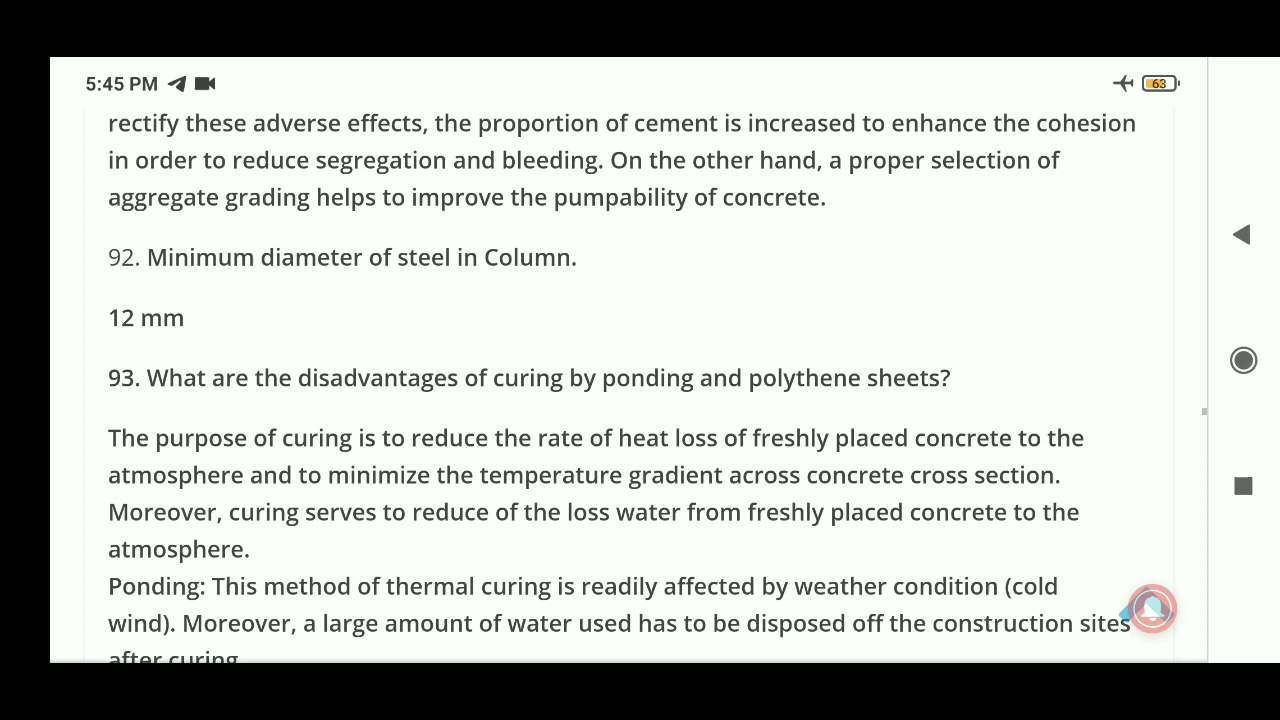 5:45 PM
63
rectify these adverse effects, the proportion of cement is increased to enhance the cohesion
in order to reduce segregation and bleeding. On the other hand, a proper selection of
aggregate grading helps to improve the pumpability of concrete.
92. Minimum diameter of steel in Column.
12 mm
93. What are the disadvantages of curing by ponding and polythene sheets?
The purpose of curing is to reduce the rate of heat loss of freshly placed concrete to the
atmosphere and to minimize the temperature gradient across concrete cross section.
Moreover, curing serves to reduce of the loss water from freshly placed concrete to the
atmosphere.
Ponding: This method of thermal curing is readily affected by weather condition (cold
wind). Moreover, a large amount of water used has to be disposed off the construction sites
after curing.